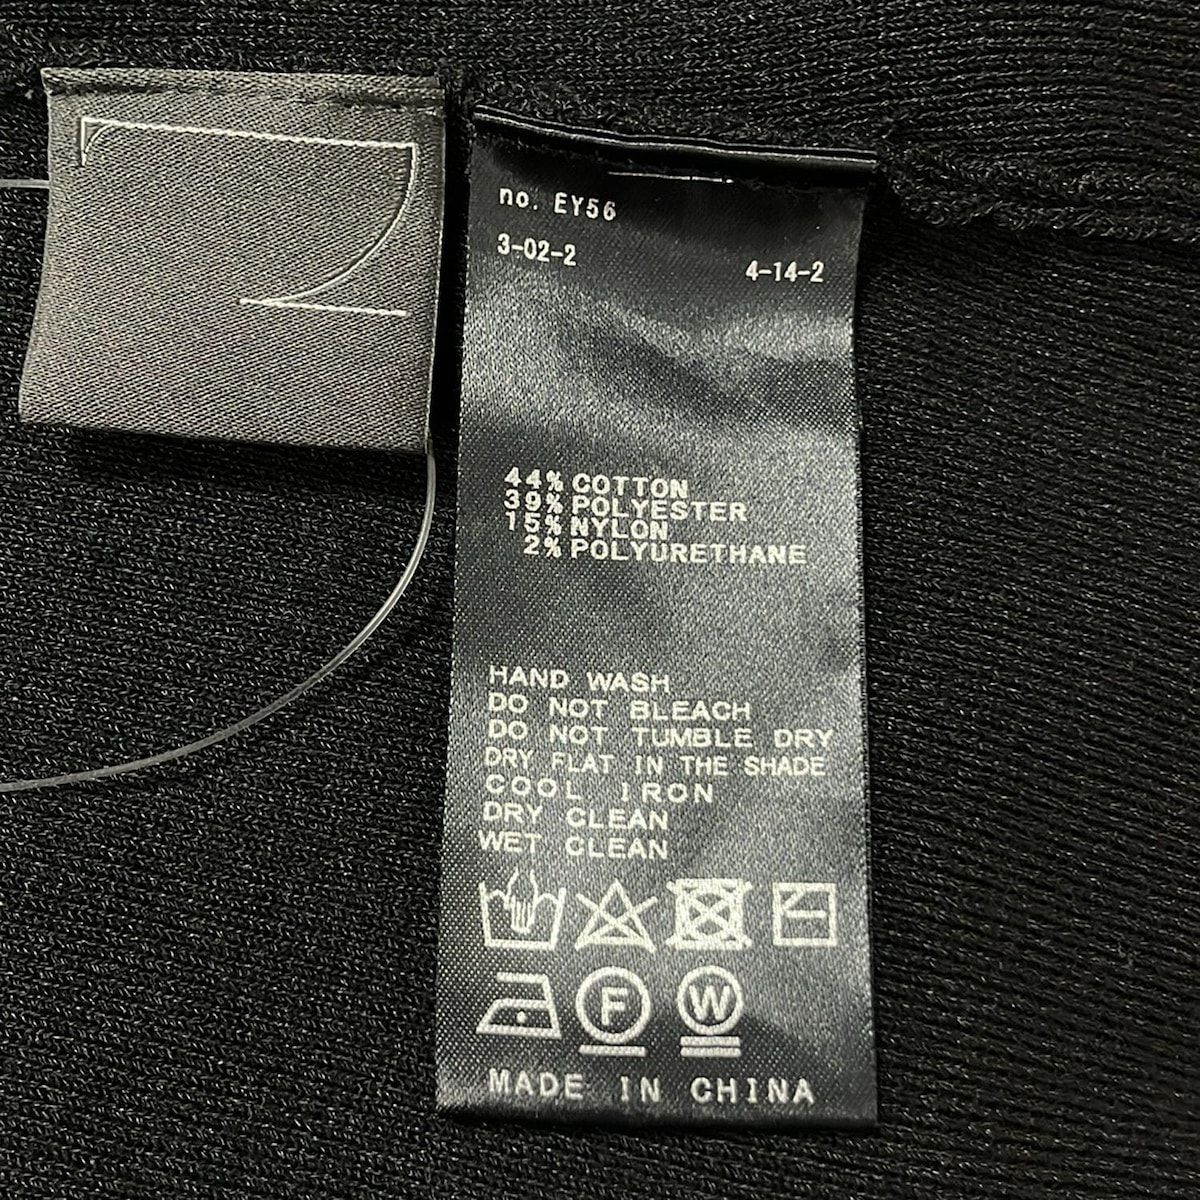 no. EY56
3-02-2 4-14-2
44% COTTON
39% POLYESTER
15% NYLON
2% POLYURETHANE
HAND WASH
DO NOT BLEACH
DO NOT TUMBLE DRY
DRY FLAT IN THE SHADE
COOL IRON
DRY CLEAN
WET CLEAN
F W
MADE IN CHINA